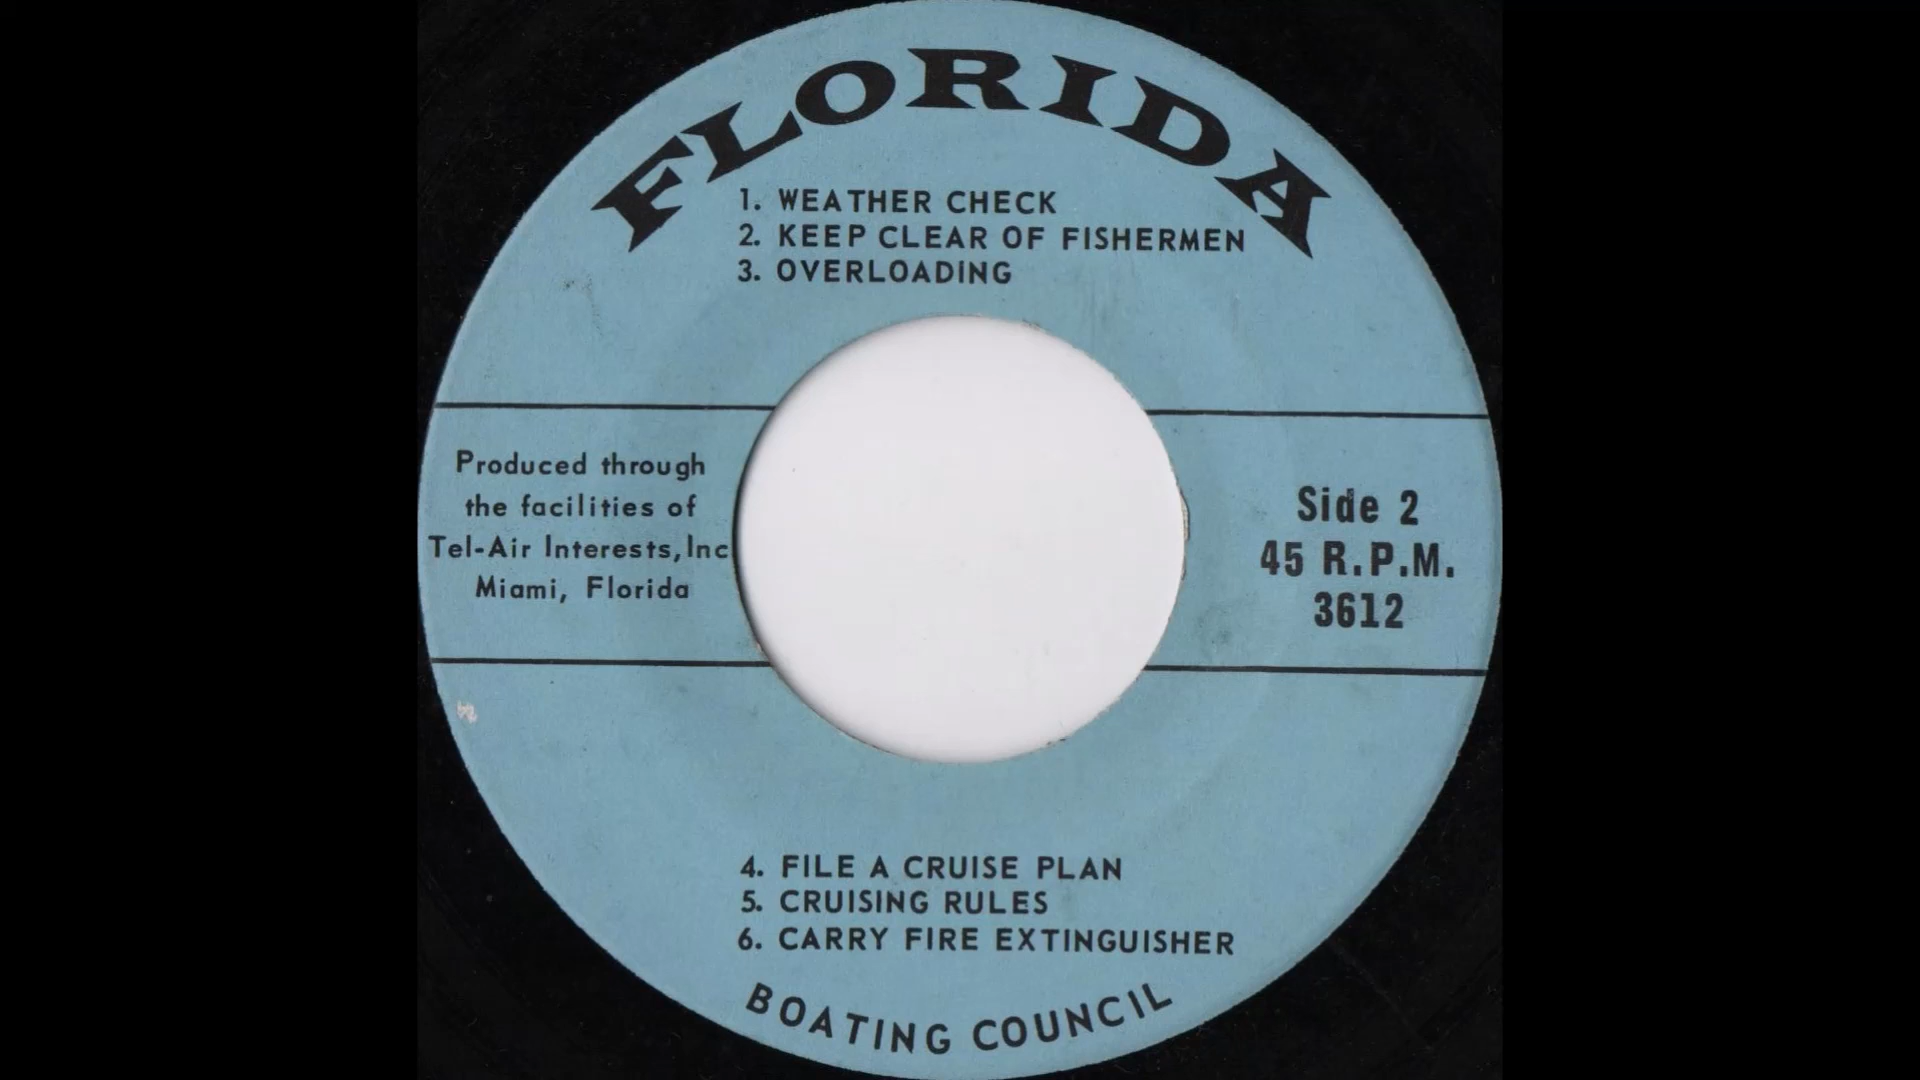 FLORIDA
1. WEATHER CHECK
2. KEEP CLEAR OF FISHERMEN
3. OVERLOADING
Produced through
the facilities of
Tel-Air Interests, Inc
Miami, Florida
Side 2
45 R.P.M.
3612
4. FILE A CRUISE PLAN
5. CRUISING RULES
6. CARRY FIRE EXTINGUISHER
BOATING COUNCIL